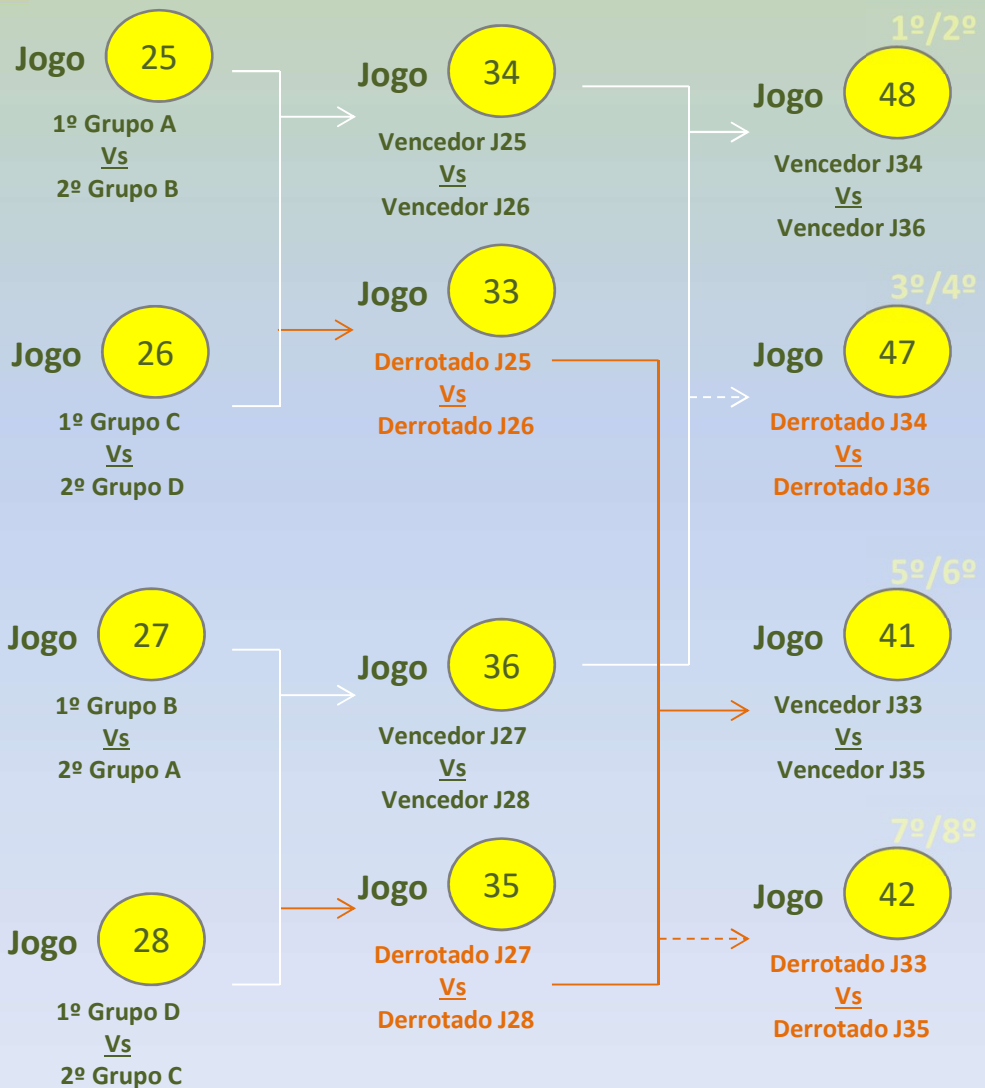 Jogo 25
1º Grupo A
Vs
2º Grupo B
Jogo 26
1º Grupo C
Vs
2º Grupo D
Jogo 27
1º Grupo B
Vs
2º Grupo A
Jogo 28
1º Grupo D
Vs
2º Grupo C
Jogo 34
Vencedor J25
Vs
Vencedor J26
Jogo 33
Derrotado J25
Vs
Derrotado J26
Jogo 36
Vencedor J27
Vs
Vencedor J28
Jogo 35
Derrotado J27
Vs
Derrotado J28
1º/2º
Jogo 48
Vencedor J34
Vs
Vencedor J36
3º/4º
Jogo 47
Derrotado J34
Vs
Derrotado J36
5º/6º
Jogo 41
Vencedor J33
Vs
Vencedor J35
7º/8º
Jogo 42
Derrotado J33
Vs
Derrotado J35